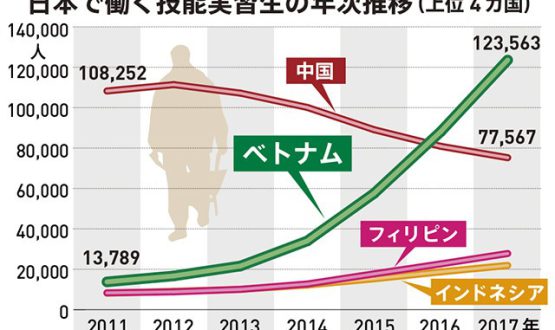 日本で働く技能実習生の年次推移(上位4カ国)
140,000
人
120,000
100,000
80,000
60,000
40,000
20,000
0
108,252
中国
123,563
ベトナム
77,567
13,789
フィリピン
インドネシア
2011 2012 2013 2014 2015 2016 2017年